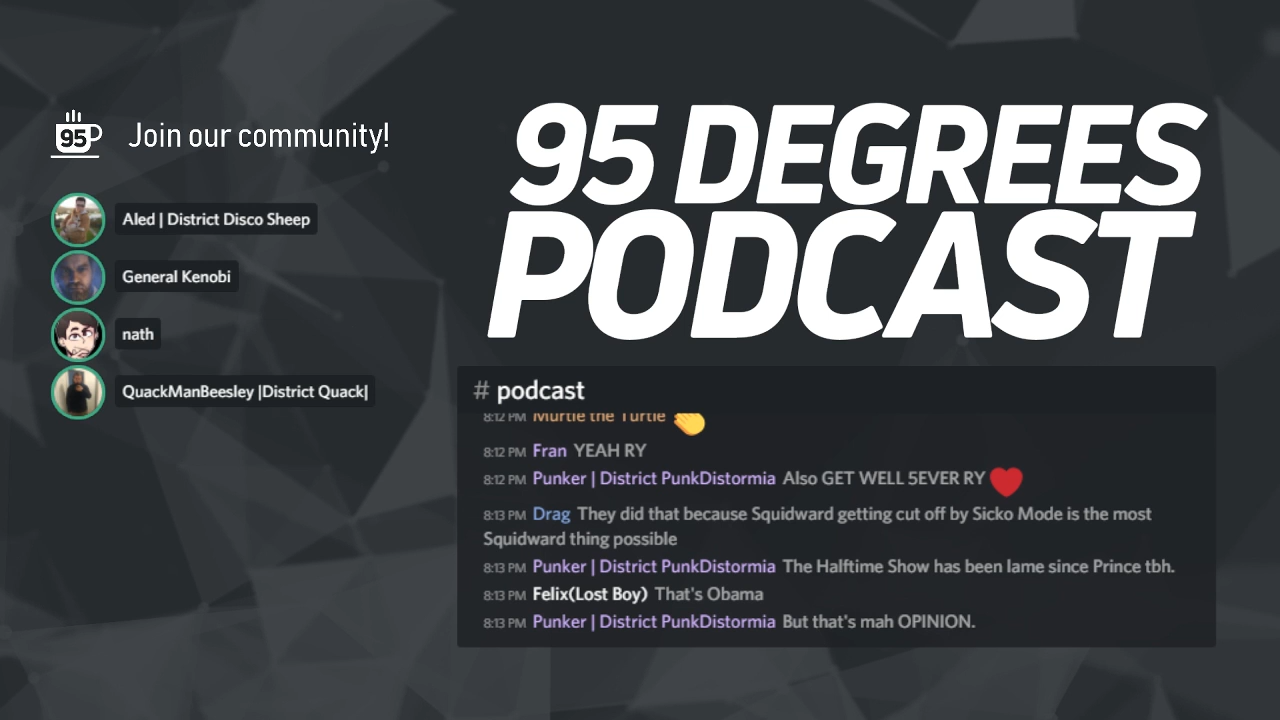 95 Join our community!
Aled | District Disco Sheep
General Kenobi
nath
QuackManBeesley |District Quack|
95 DEGREES
PODCAST
# podcast
8:12 PM Murtle the Turtle 👏
8:12 PM Fran YEAH RY
8:12 PM Punker | District PunkDistormia Also GET WELL 5EVER RY ❤️
8:13 PM Drag They did that because Squidward getting cut off by Sicko Mode is the most
Squidward thing possible
8:13 PM Punker | District PunkDistormia The Halftime Show has been lame since Prince tbh.
8:13 PM Felix(Lost Boy) That's Obama
8:13 PM Punker | District PunkDistormia But that's mah OPINION.